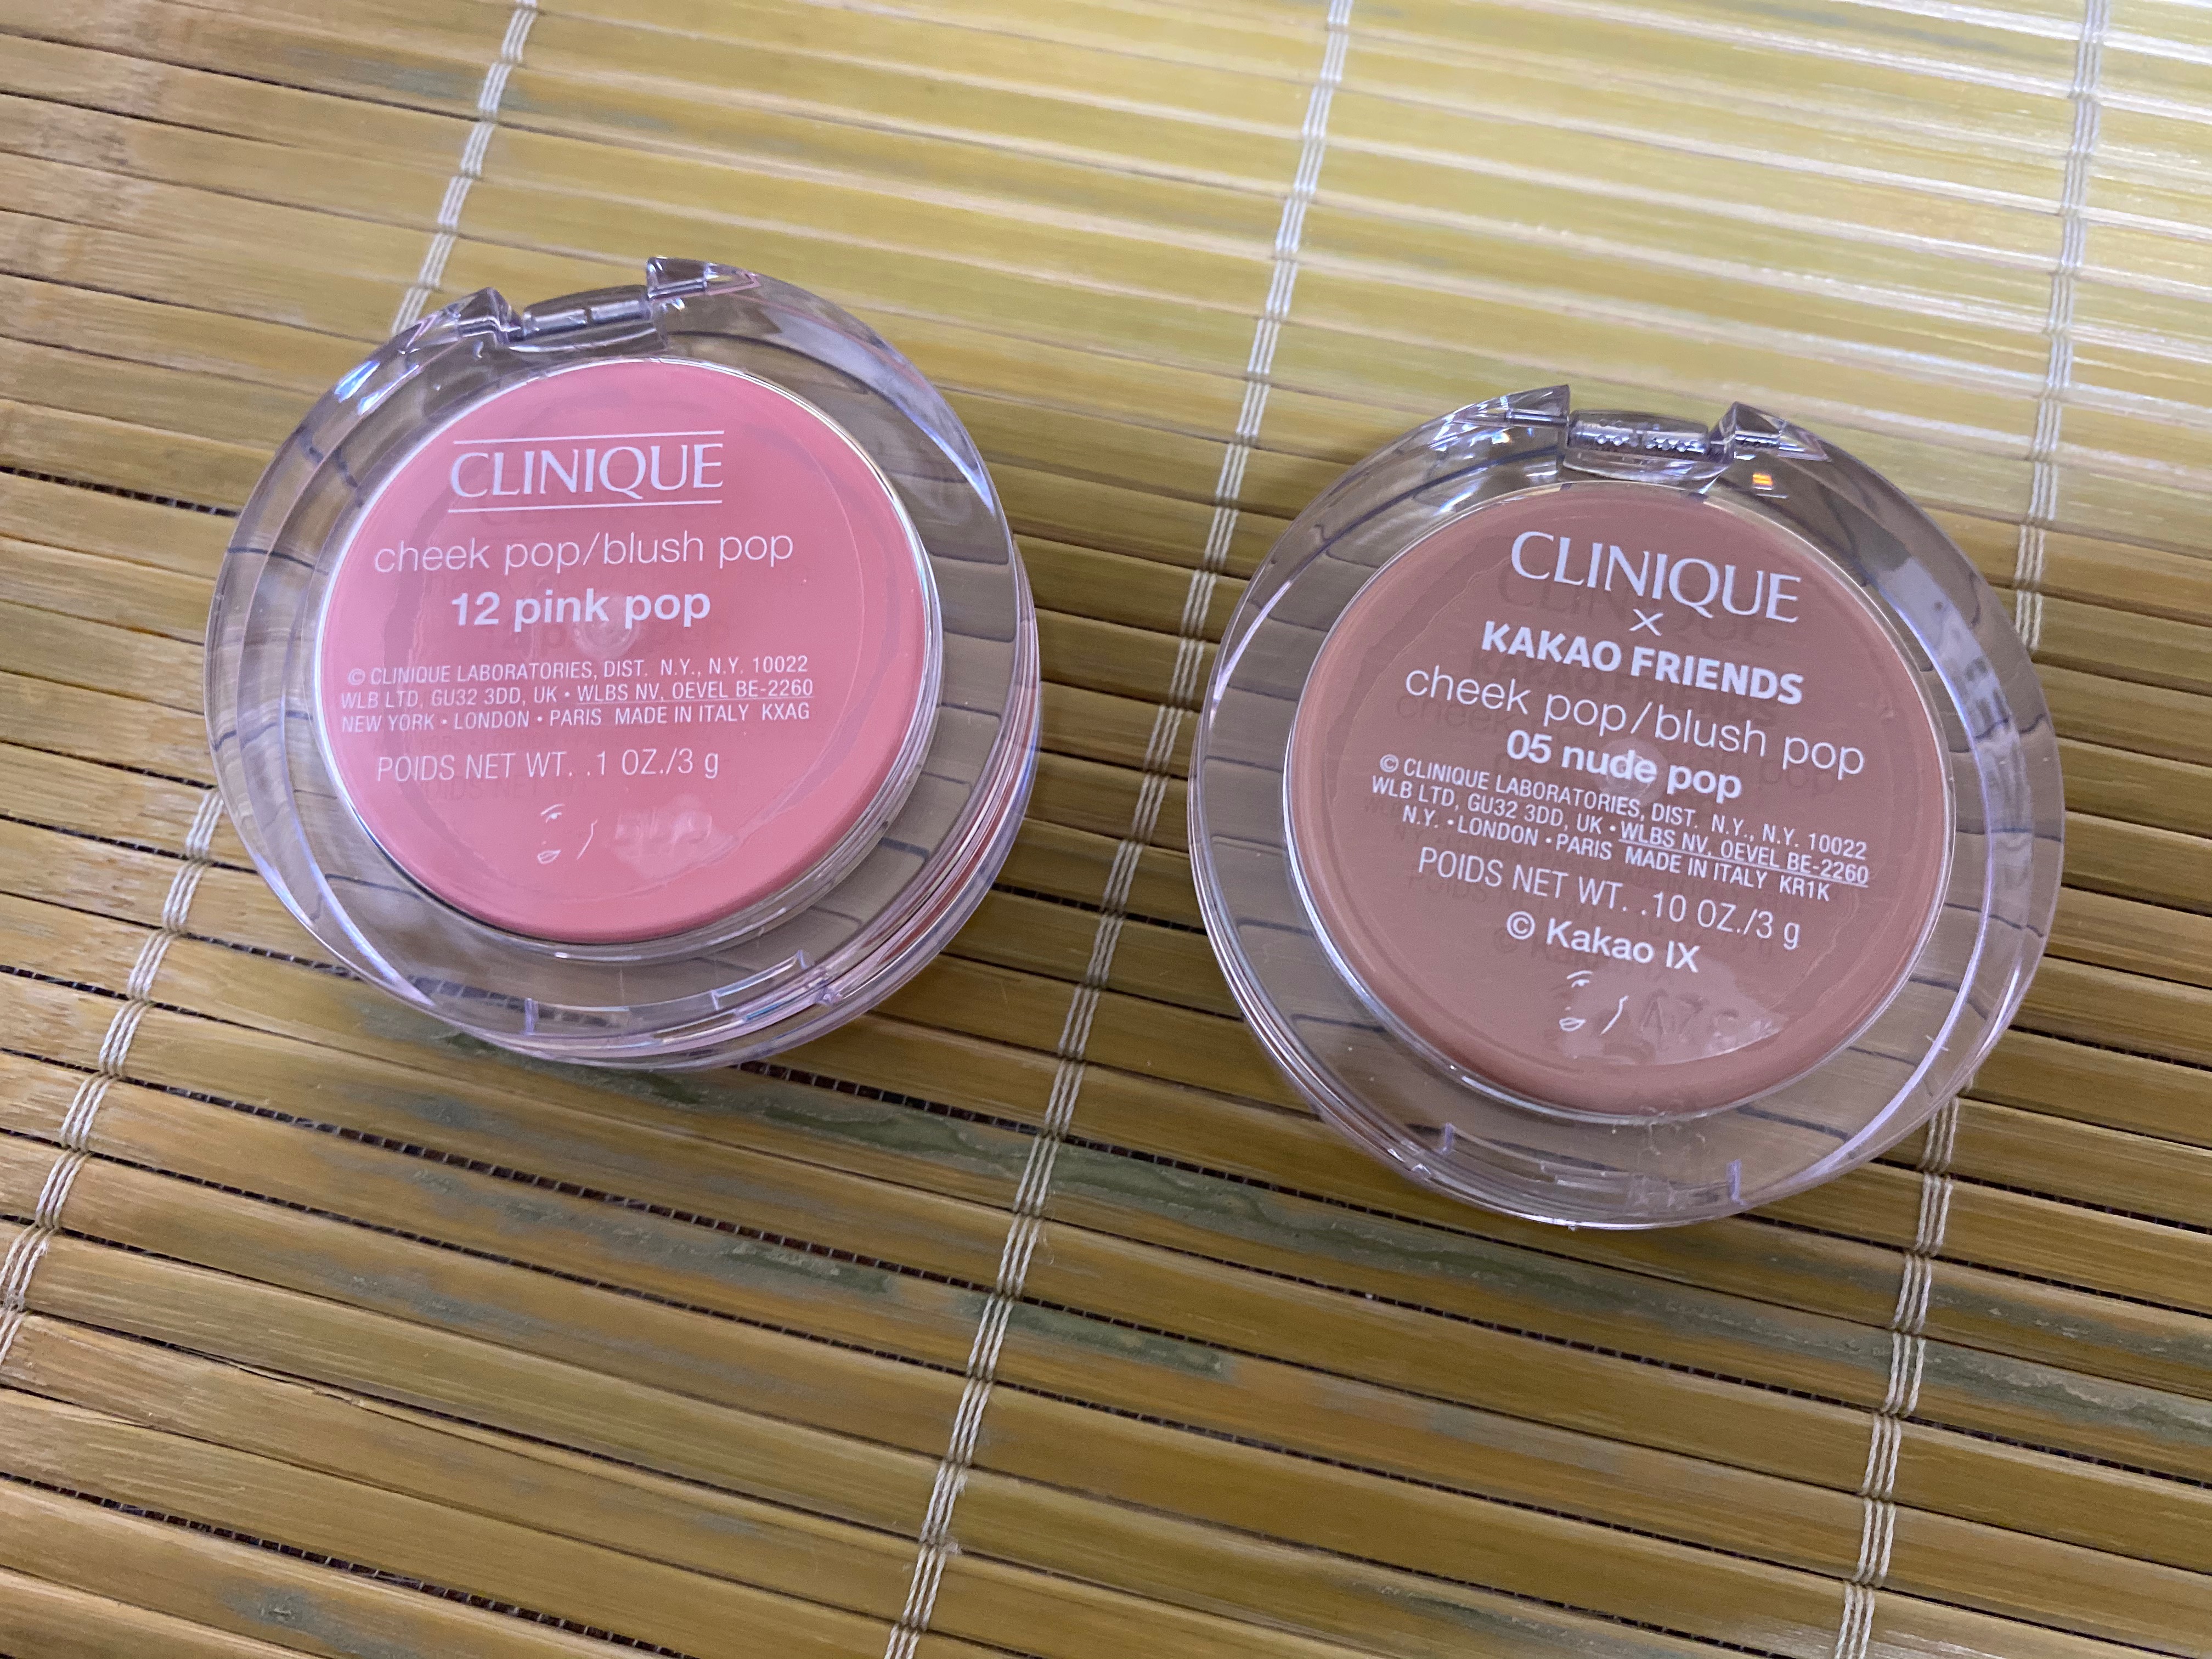 CLINIQUE
cheek pop/blush pop
12 pink pop
© CLINIQUE LABORATORIES, DIST. N.Y., N.Y. 10022
WLB LTD, GU32 3DD, UK • WLBS NV, OEVEL BE-2260
NEW YORK • LONDON • PARIS MADE IN ITALY KXAG
POIDS NET WT. .1 OZ./3 g
CLINIQUE
x
KAKAO FRIENDS
cheek pop/blush pop
05 nude pop
© CLINIQUE LABORATORIES, DIST. N.Y., N.Y. 10022
WLB LTD, GU32 3DD, UK • WLBS NV, OEVEL BE-2260
N.Y. • LONDON • PARIS MADE IN ITALY KR1K
POIDS NET WT. .10 OZ./3 g
© Kakao IX